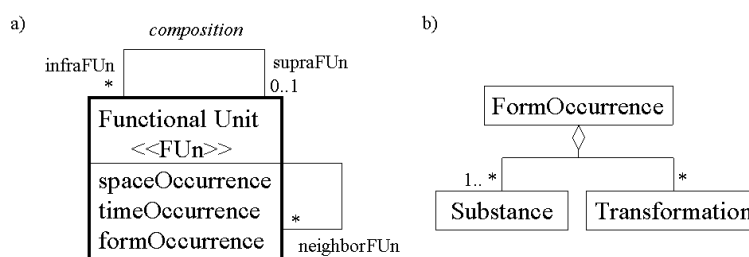 a)
composition
infraFUn
supraFUn
*
0..1
Functional Unit
<<FUn>>
spaceOccurrence
timeOccurrence
formOccurrence
*
neighborFUn
b)
FormOccurrence
1.. *
*
Substance
Transformation